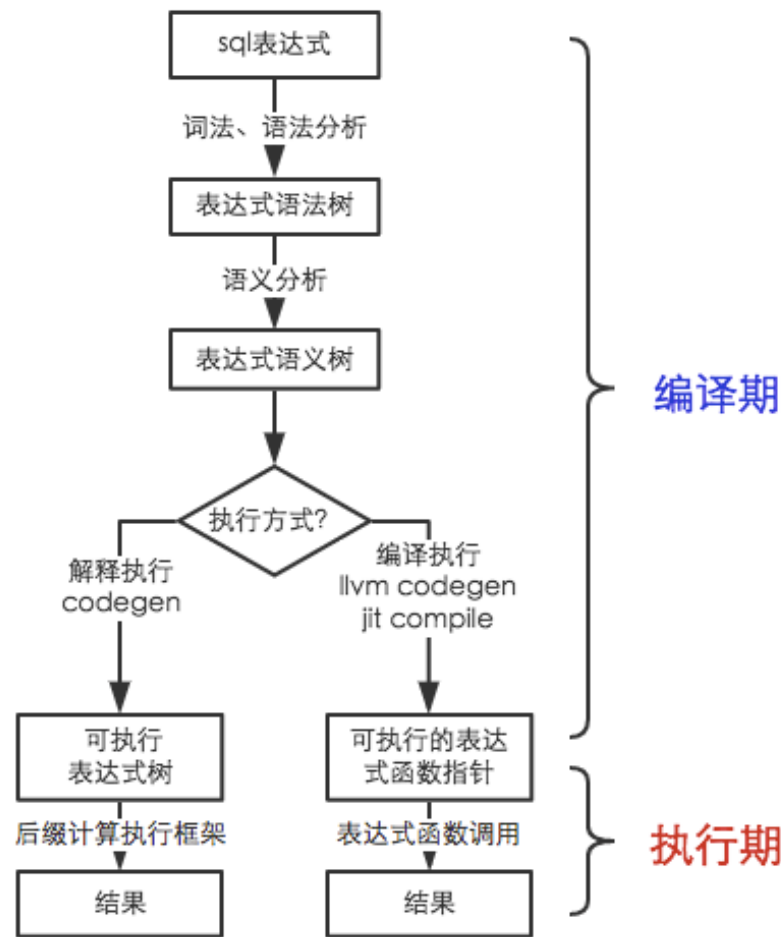 sql表达式
词法、语法分析
表达式语法树
语义分析
表达式语义树
编译期
执行方式?
解释执行
codegen
编译执行
llvm codegen
jit compile
可执行
表达式树
可执行的表达
式函数指针
后缀计算执行框架
表达式函数调用
执行期
结果
结果